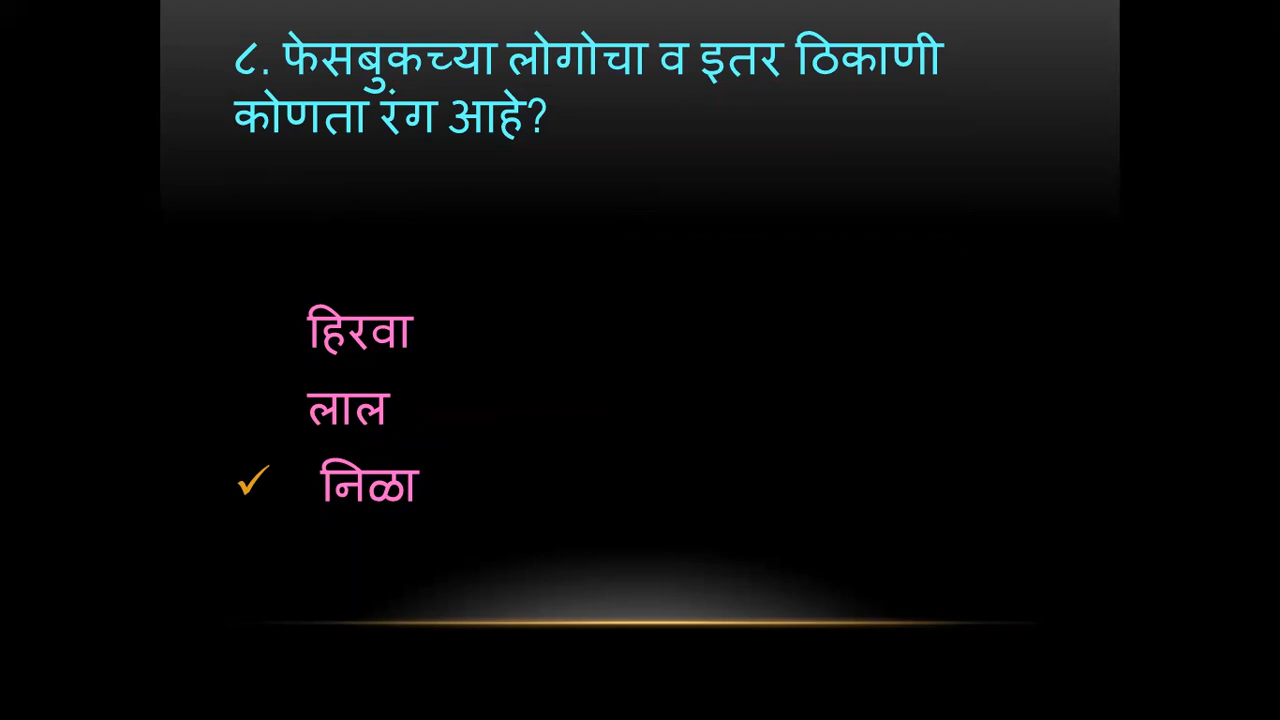 ८. फेसबुकच्या लोगोचा व इतर ठिकाणी
कोणता रंग आहे?
हिरवा
लाल
✓ निळा